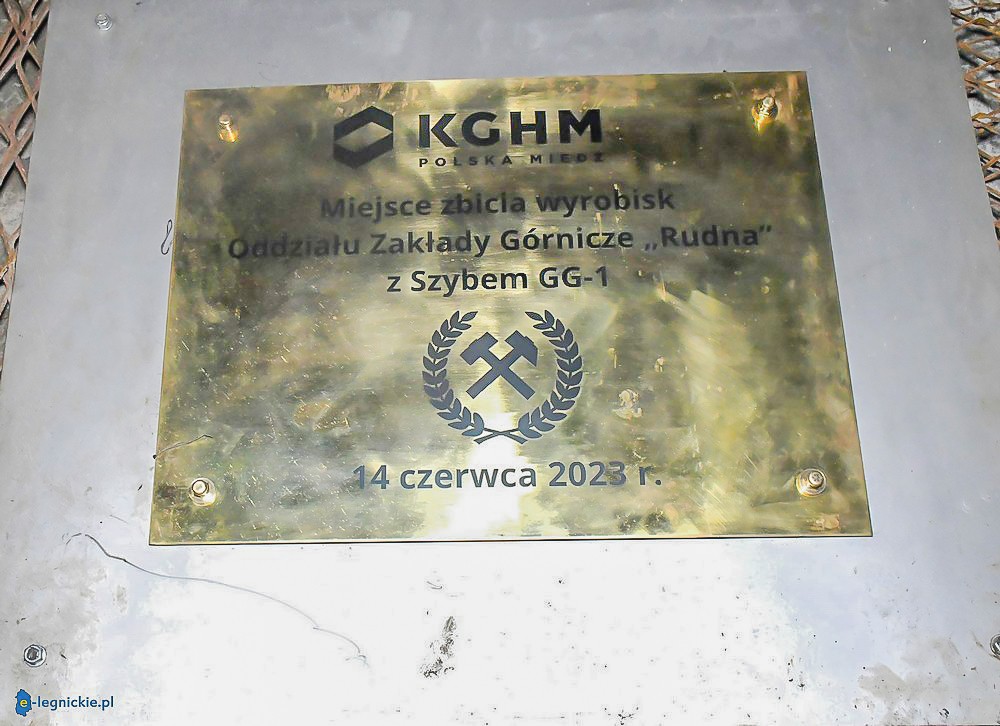 KGHM
POLSKA MIEDŹ
Miejsce zbicia wyrobisk
Oddziału Zakłady Górnicze „Rudna”
z Szybem GG-1
14 czerwca 2023 r.
e-legnickie.pl